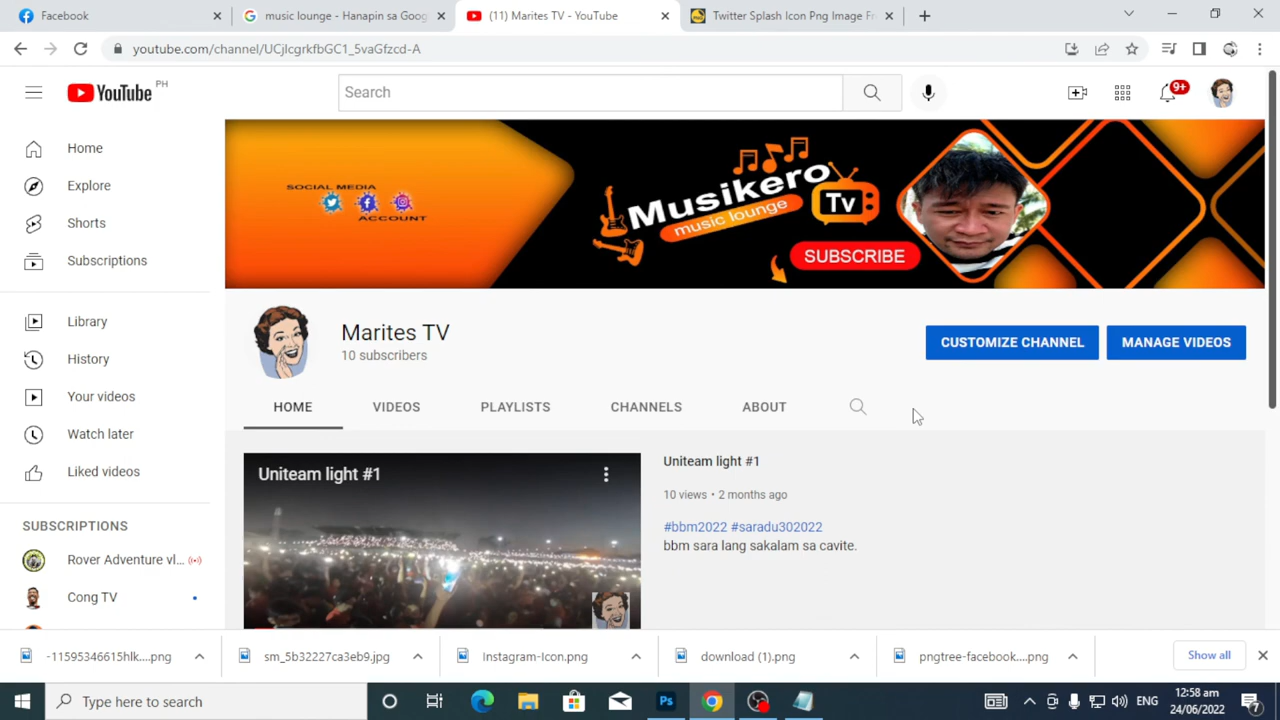 Facebook
music lounge - Hanapin sa Goog
(11) Marites TV - YouTube
Twitter Splash Icon Png Image Fr
youtube.com/channel/UCjlcgrkfbGC1_5vaGfzcd-A
YouTube PH
Search
9+
Home
Explore
Shorts
Subscriptions
Library
History
Your videos
Watch later
Liked videos
SUBSCRIPTIONS
Rover Adventure vl...
Cong TV
SOCIAL MEDIA
ACCOUNT
Musikero
music lounge
Tv
SUBSCRIBE
Marites TV
10 subscribers
CUSTOMIZE CHANNEL
MANAGE VIDEOS
HOME
VIDEOS
PLAYLISTS
CHANNELS
ABOUT
Uniteam light #1
Uniteam light #1
10 views • 2 months ago
#bbm2022 #saradu302022
bbm sara lang sakalam sa cavite.
-11595346615hlk....png
sm_5b32227ca3eb9.jpg
Instagram-Icon.png
download (1).png
pngtree-facebook....png
Show all
Type here to search
Ps
ENG
12:58 am
24/06/2022
7